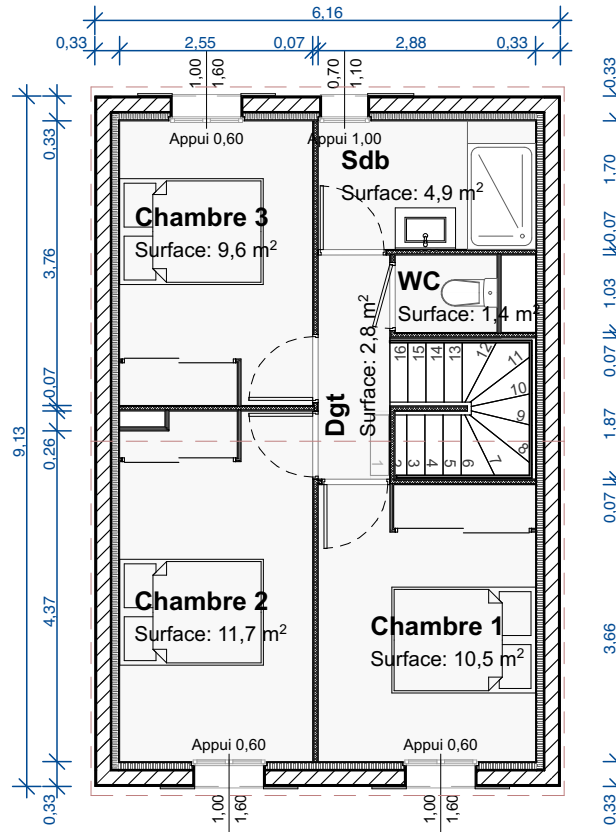 6,16
2,55 0,07 2,88 0,33
0,33
1,00 1,60
0,70 1,10
Appui 0,60
Appui 1,00
Sdb
Surface: 4,9 m²
Chambre 3
Surface: 9,6 m²
WC
Surface: 1,4 m²
Dgt
Surface: 2,8 m²
16 15 14 13 12 11 10 9 8 7 6 5 4 3 2 1
Chambre 2
Surface: 11,7 m²
Chambre 1
Surface: 10,5 m²
Appui 0,60
Appui 0,60
1,00 1,60
1,00 1,60
9,13
0,33
3,76
0,07
0,26
4,37
0,33
0,33
1,70
0,07
1,03
0,07
1,87
0,07
3,66
0,33